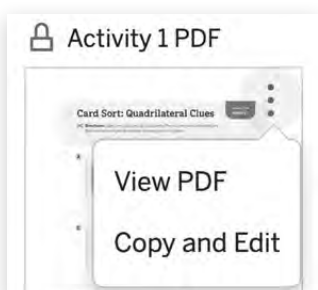 Activity 1 PDF
Card Sort: Quadrilateral Clues
View PDF
Copy and Edit